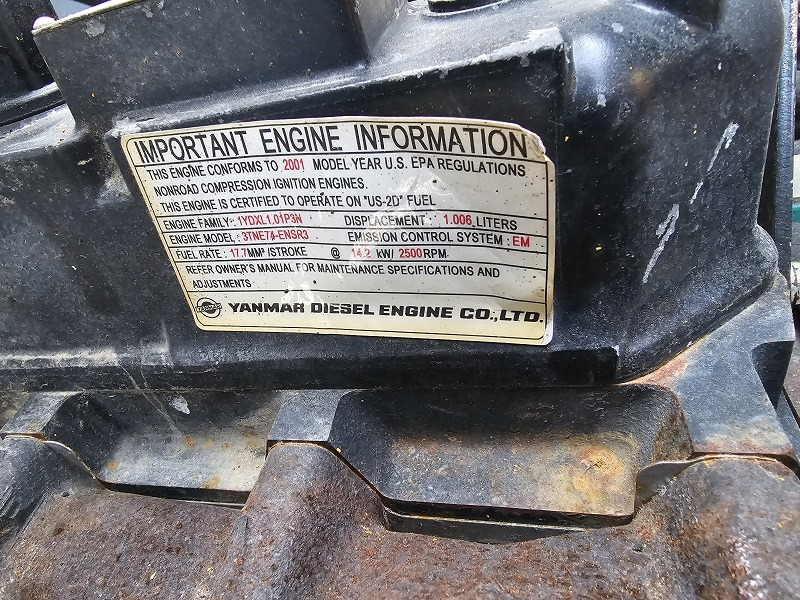 IMPORTANT ENGINE INFORMATION
THIS ENGINE CONFORMS TO 2001 MODEL YEAR U.S. EPA REGULATIONS
NONROAD COMPRESSION IGNITION ENGINES.
THIS ENGINE IS CERTIFIED TO OPERATE ON "US-2D" FUEL
ENGINE FAMILY : 1YDXL1.01P3N DISPLACEMENT : 1.006 LITERS
ENGINE MODEL : 3TNE74-ENSR3 EMISSION CONTROL SYSTEM : EM
FUEL RATE : 17.7MM³ /STROKE @ 14.2 kW/ 2500RPM
REFER OWNER'S MANUAL FOR MAINTENANCE SPECIFICATIONS AND
ADJUSTMENTS
YANMAR DIESEL ENGINE CO.,LTD.